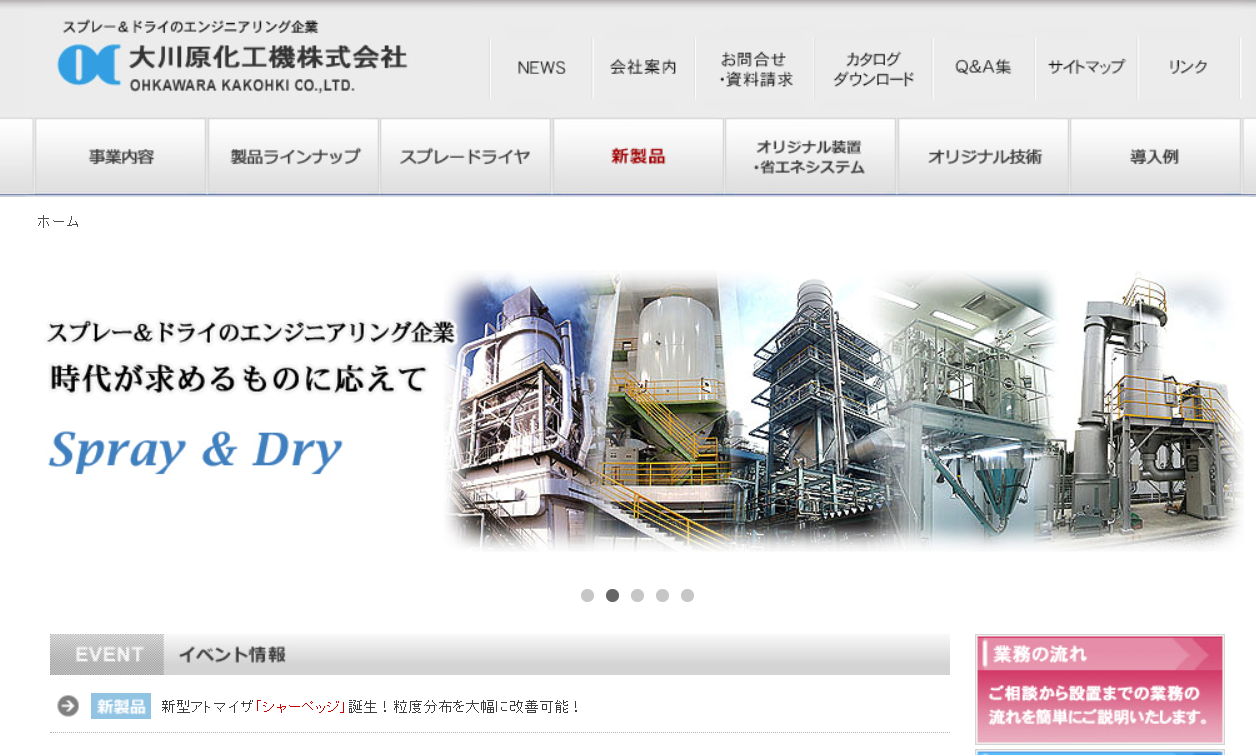 スプレー&ドライのエンジニアリング企業
大川原化工機株式会社
OHKAWARA KAKOHKI CO.,LTD.
NEWS
会社案内
お問合せ
・資料請求
カタログ
ダウンロード
Q&A集
サイトマップ
リンク
事業内容
製品ラインナップ
スプレードライヤ
新製品
オリジナル装置
・省エネシステム
オリジナル技術
導入例
ホーム
スプレー&ドライのエンジニアリング企業
時代が求めるものに応えて
Spray & Dry
EVENT イベント情報
新製品 新型アトマイザ「シャーベッジ」誕生！粒度分布を大幅に改善可能！
業務の流れ
ご相談から設置までの業務の
流れを簡単にご説明いたします。